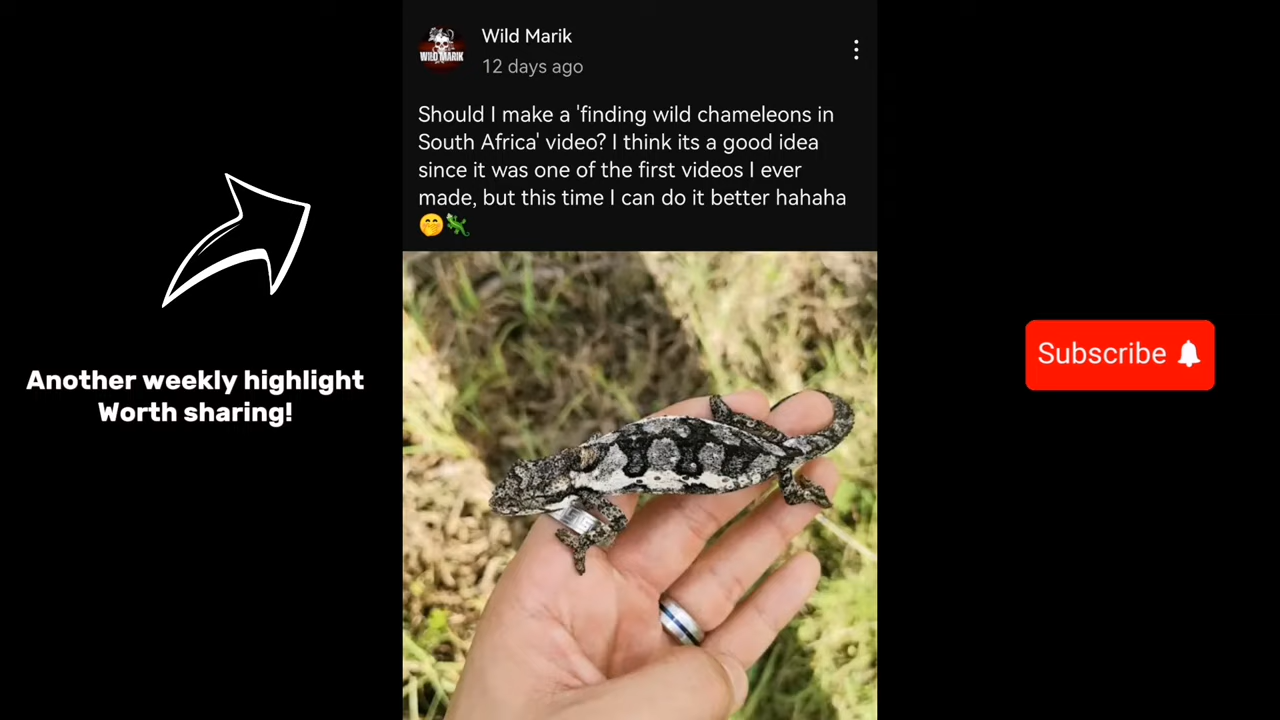 Wild Marik
WILD MARIK
12 days ago
Should I make a 'finding wild chameleons in
South Africa' video? I think its a good idea
since it was one of the first videos I ever
made, but this time I can do it better hahaha
🤭🦎
Another weekly highlight
Worth sharing!
Subscribe